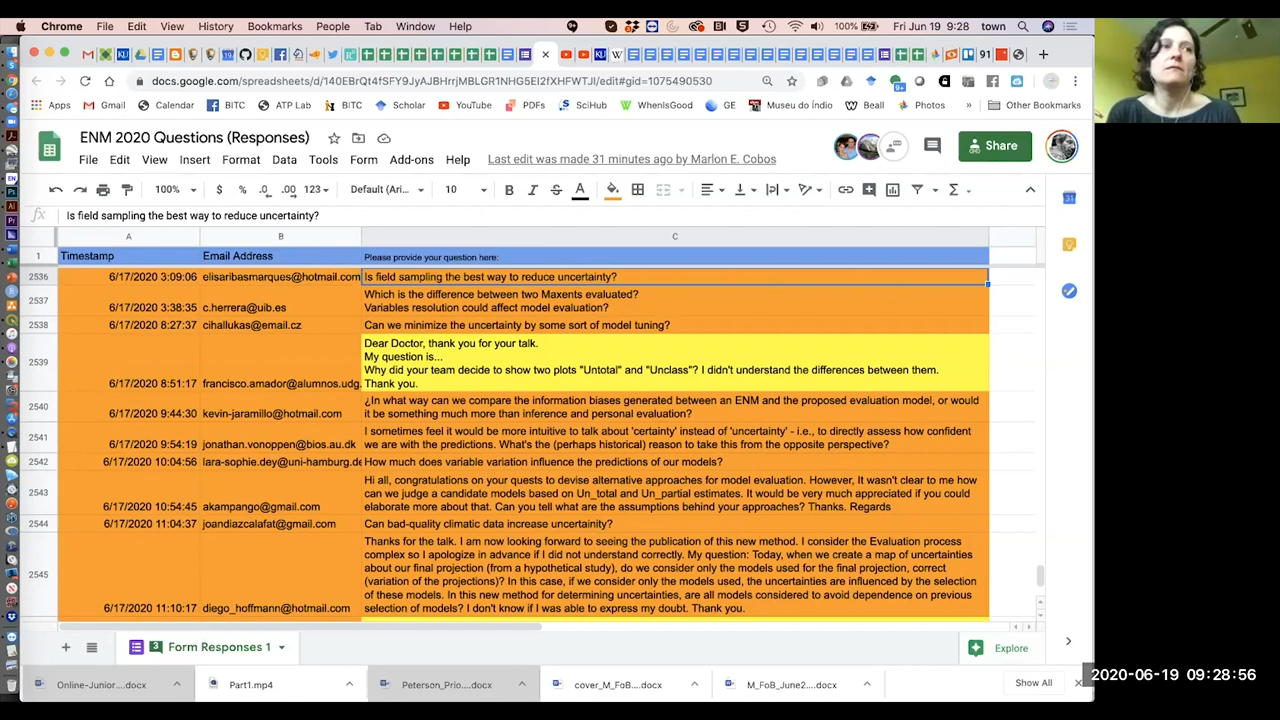 Chrome File Edit View History Bookmarks People Tab Window Help 100% Fri Jun 19 9:28 town
docs.google.com/spreadsheets/d/140EBrQt4fSFY9JyAJBHrrjMBLGR1NHG5EI2fXHFWTJI/edit#gid=1075490530
Apps Gmail Calendar BITC ATP Lab BITC Scholar YouTube PDFs SciHub WhenIsGood GE Museu do Índio Beall Photos » Other Bookmarks
ENM 2020 Questions (Responses)
File Edit View Insert Format Data Tools Form Add-ons Help Last edit was made 31 minutes ago by Marlon E. Cobos
Share
100% $ % .0 .00 123 Default (Ari... 10 B I S A
fx Is field sampling the best way to reduce uncertainty?
A B C
1 Timestamp Email Address Please provide your question here:
2536 6/17/2020 3:09:06 elisaribasmarques@hotmail.com Is field sampling the best way to reduce uncertainty?
Which is the difference between two Maxents evaluated?
2537 6/17/2020 3:38:35 c.herrera@uib.es Variables resolution could affect model evaluation?
2538 6/17/2020 8:27:37 cihallukas@email.cz Can we minimize the uncertainty by some sort of model tuning?
Dear Doctor, thank you for your talk.
My question is...
2539 Why did your team decide to show two plots "Untotal" and "Unclass"? I didn't understand the differences between them.
6/17/2020 8:51:17 francisco.amador@alumnos.udg. Thank you.
¿In what way can we compare the information biases generated between an ENM and the proposed evaluation model, or would
2540 6/17/2020 9:44:30 kevin-jaramillo@hotmail.com it be something much more than inference and personal evaluation?
I sometimes feel it would be more intuitive to talk about 'certainty' instead of 'uncertainty' - i.e., to directly assess how confident
2541 6/17/2020 9:54:19 jonathan.vonoppen@bios.au.dk we are with the predictions. What's the (perhaps historical) reason to take this from the opposite perspective?
2542 6/17/2020 10:04:56 lara-sophie.dey@uni-hamburg.de How much does variable variation influence the predictions of our models?
Hi all, congratulations on your quests to devise alternative approaches for model evaluation. However, It wasn't clear to me how
2543 can we judge a candidate models based on Un_total and Un_partial estimates. It would be very much appreciated if you could
6/17/2020 10:54:45 akampango@gmail.com elaborate more about that. Can you tell what are the assumptions behind your approaches? Thanks. Regards
2544 6/17/2020 11:04:37 joandiazcalafat@gmail.com Can bad-quality climatic data increase uncertainty?
Thanks for the talk. I am now looking forward to seeing the publication of this new method. I consider the Evaluation process
complex so I apologize in advance if I did not understand correctly. My question: Today, when we create a map of uncertainties
2545 about our final projection (from a hypothetical study), do we consider only the models used for the final projection, correct
(variation of the projections)? In this case, if we consider only the models used, the uncertainties are influenced by the selection
of these models. In this new method for determining uncertainties, are all models considered to avoid dependence on previous
6/17/2020 11:10:17 diego_hoffmann@hotmail.com selection of models? I don't know if I was able to express my doubt. Thank you.
3 Form Responses 1 Explore
Online-Junior....docx Part1.mp4 Peterson_Prio....docx cover_M_FoB.docx M_FoB_June2....docx Show All
2020-06-19 09:28:56